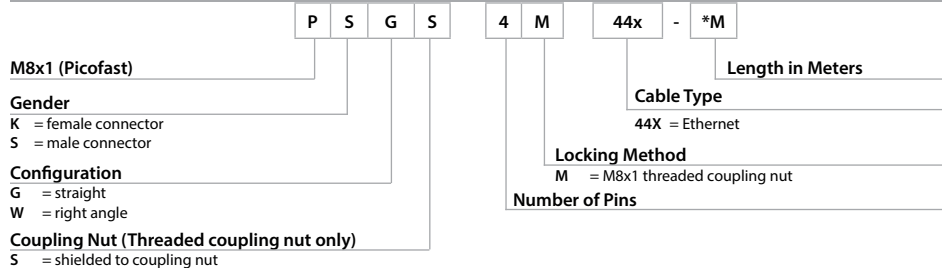 P S G S 4 M 44x - *M
M8x1 (Picofast)
Length in Meters
Gender
Cable Type
K = female connector
44X = Ethernet
S = male connector
Locking Method
Configuration
M = M8x1 threaded coupling nut
G = straight
Number of Pins
W = right angle
Coupling Nut (Threaded coupling nut only)
S = shielded to coupling nut